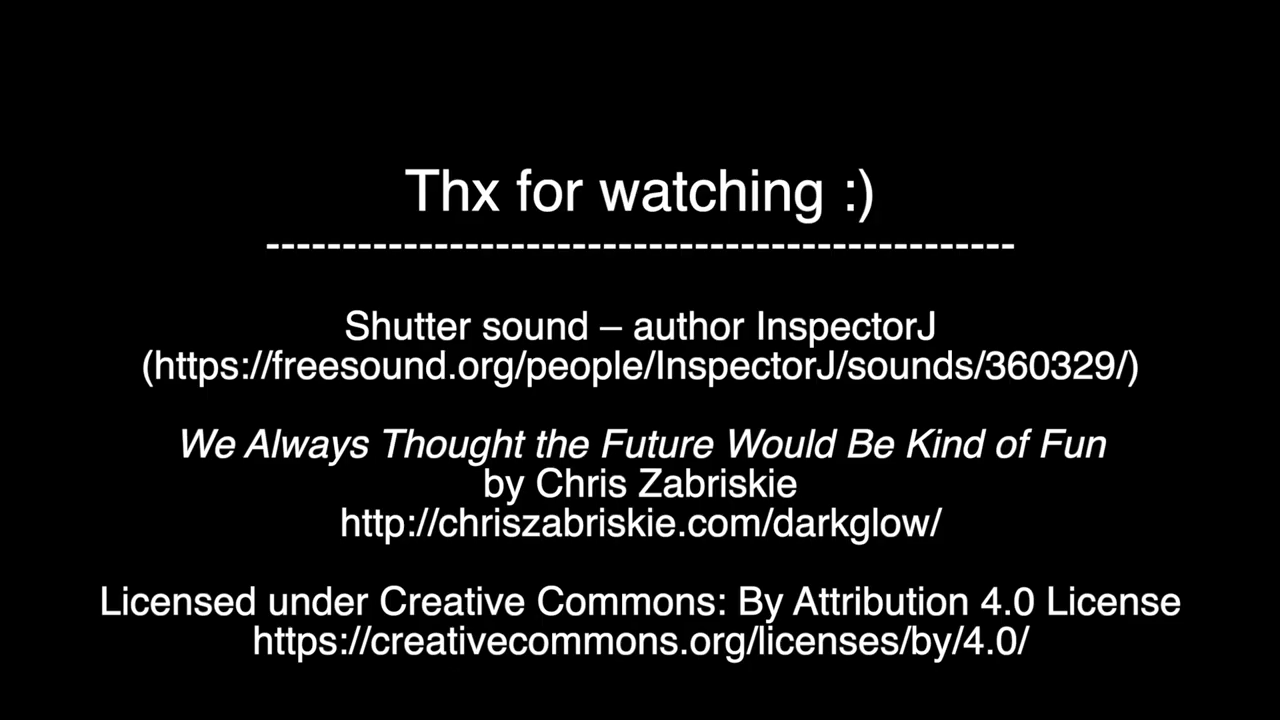 Thx for watching :)
-------------------------------------------------
Shutter sound – author InspectorJ
(https://freesound.org/people/InspectorJ/sounds/360329/)
We Always Thought the Future Would Be Kind of Fun
by Chris Zabriskie
http://chriszabriskie.com/darkglow/
Licensed under Creative Commons: By Attribution 4.0 License
https://creativecommons.org/licenses/by/4.0/